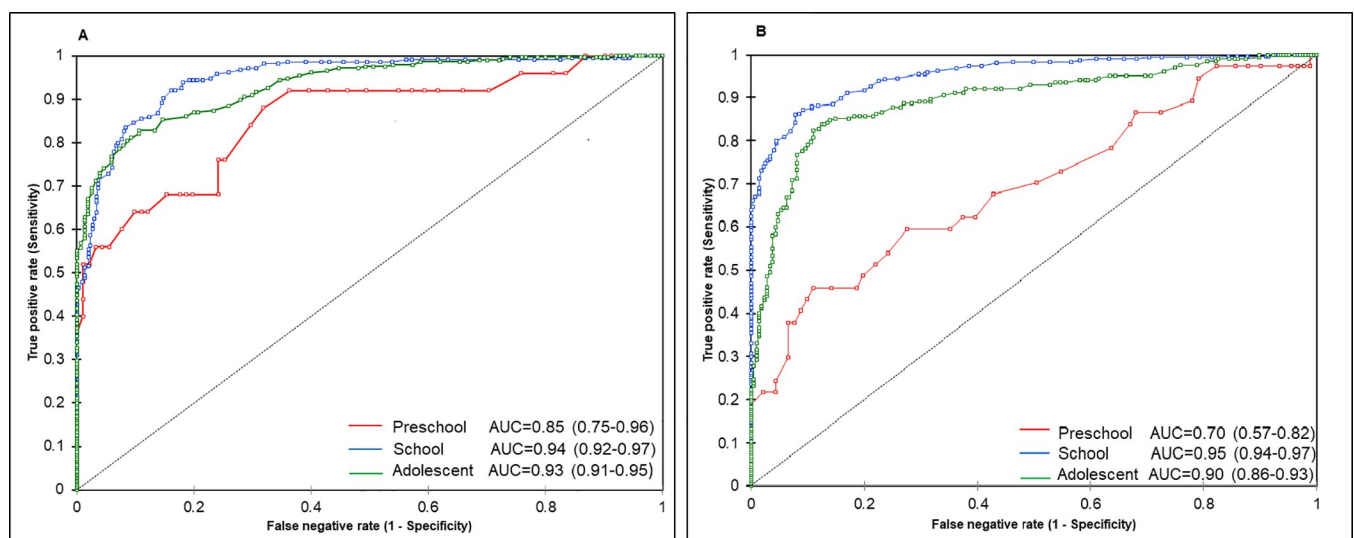 A
1
0.9
0.8
0.7
0.6
0.5
0.4
0.3
0.2
0.1
0
True positive rate (Sensitivity)
Preschool AUC=0.85 (0.75-0.96)
School AUC=0.94 (0.92-0.97)
Adolescent AUC=0.93 (0.91-0.95)
0 0.2 0.4 0.6 0.8 1
False negative rate (1 - Specificity)
B
1
0.9
0.8
0.7
0.6
0.5
0.4
0.3
0.2
0.1
0
True positive rate (Sensitivity)
Preschool AUC=0.70 (0.57-0.82)
School AUC=0.95 (0.94-0.97)
Adolescent AUC=0.90 (0.86-0.93)
0 0.2 0.4 0.6 0.8 1
False negative rate (1 - Specificity)